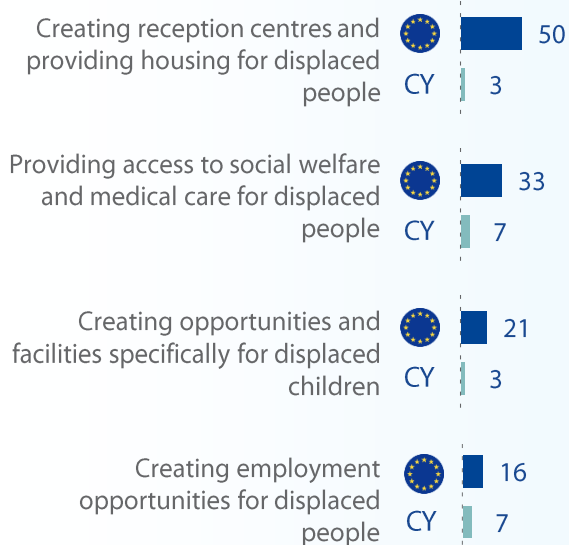 Creating reception centres and
providing housing for displaced
people
50
CY 3
Providing access to social welfare
and medical care for displaced
people
33
CY 7
Creating opportunities and
facilities specifically for displaced
children
21
CY 3
Creating employment
opportunities for displaced
people
16
CY 7